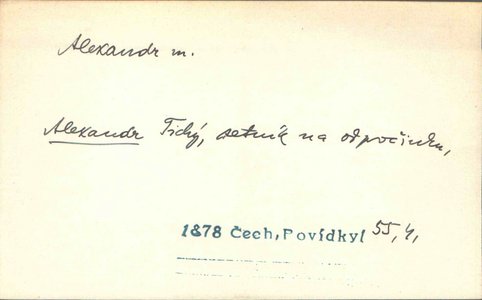 Alexandr m.
Alexandr Tichý, setník na odpočinku,
1878 Čech, Povídky I 55, 4,